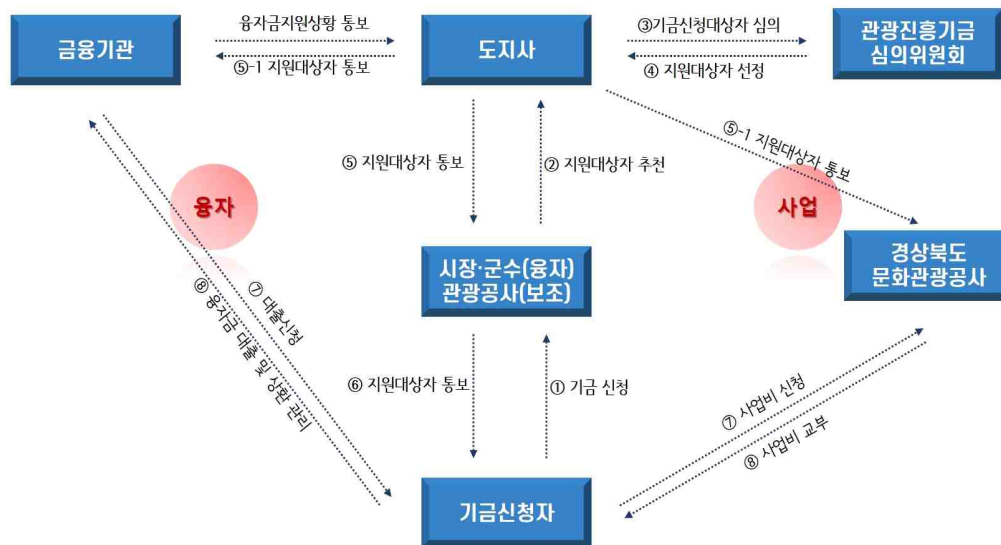 금융기관
융자금지원상황 통보
⑤-1 지원대상자 통보
도지사
③기금신청대상자 심의
④ 지원대상자 선정
관광진흥기금
심의위원회
⑤ 지원대상자 통보
② 지원대상자 추천
⑤-1 지원대상자 통보
융자
사업
시장·군수(융자)
관광공사(보조)
경상북도
문화관광공사
⑦ 대출신청
⑧ 융자금 대출 및 상환 관리
⑥ 지원대상자 통보
① 기금 신청
⑦ 사업비 신청
⑧ 사업비 교부
기금신청자